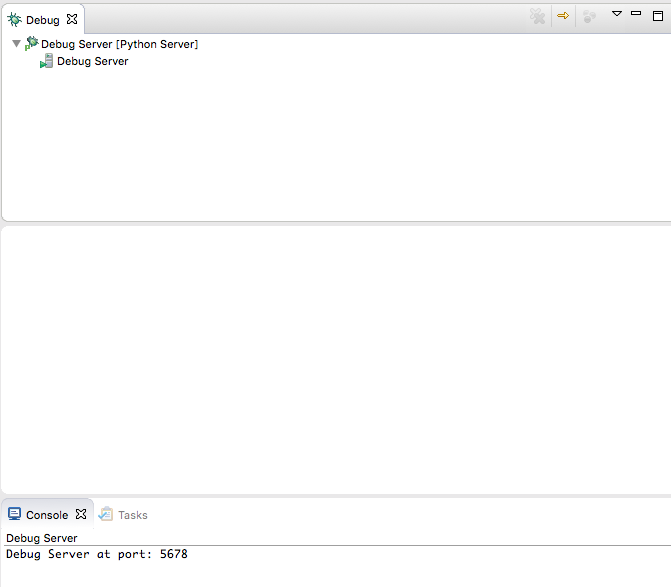 Debug
Debug Server [Python Server]
Debug Server
Console Tasks
Debug Server
Debug Server at port: 5678